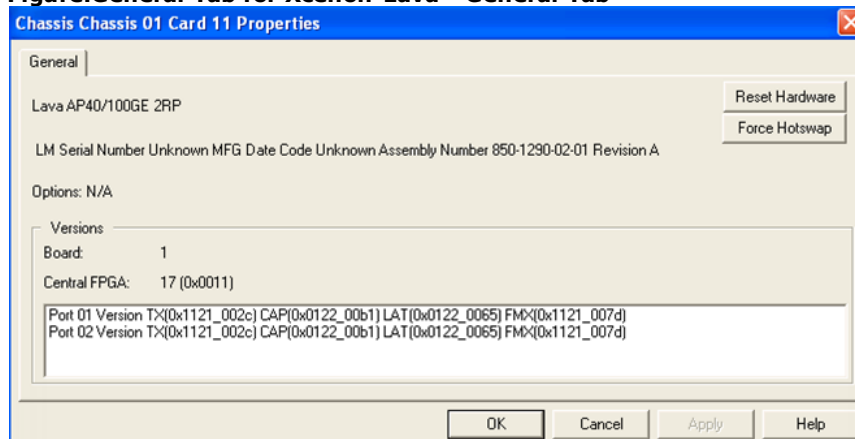 Chassis Chassis 01 Card 11 Properties
General
Lava AP40/100GE 2RP
Reset Hardware
Force Hotswap
LM Serial Number Unknown MFG Date Code Unknown Assembly Number 850-1290-02-01 Revision A
Options: N/A
Versions
Board: 1
Central FPGA: 17 (0x0011)
Port 01 Version TX(0x1121_002c) CAP(0x0122_00b1) LAT(0x0122_0065) FMX(0x1121_007d)
Port 02 Version TX(0x1121_002c) CAP(0x0122_00b1) LAT(0x0122_0065) FMX(0x1121_007d)
OK Cancel Apply Help